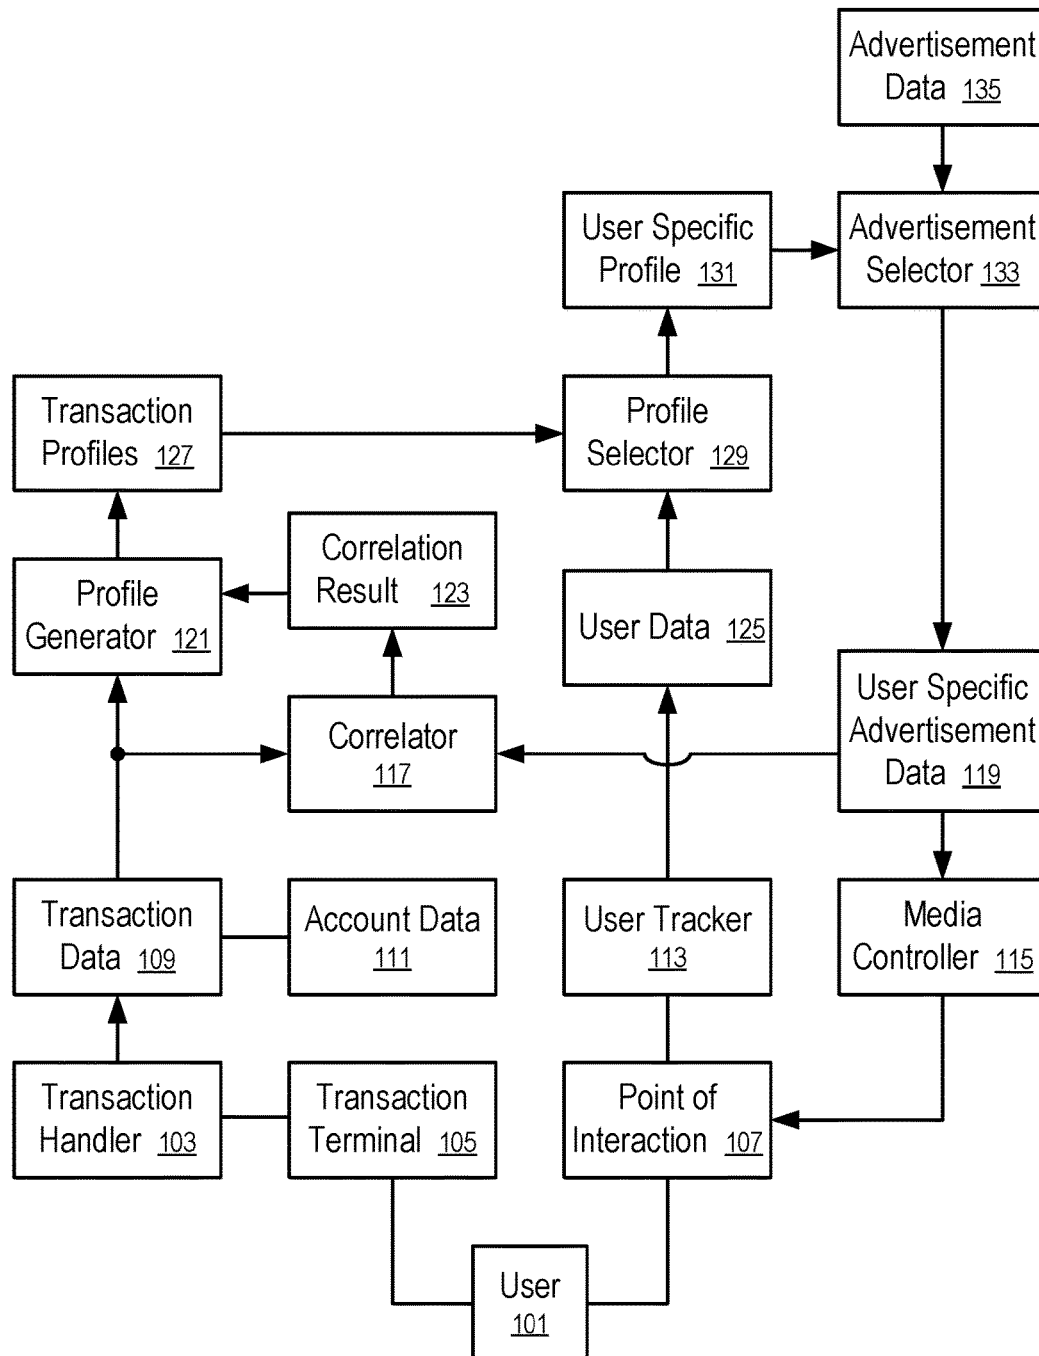 Advertisement
Data 135
User Specific
Profile 131
Advertisement
Selector 133
Transaction
Profiles 127
Profile
Selector 129
Correlation
Result 123
Profile
Generator 121
User Data 125
User Specific
Advertisement
Data 119
Correlator
117
Transaction
Data 109
Account Data
111
User Tracker
113
Media
Controller 115
Transaction
Handler 103
Transaction
Terminal 105
Point of
Interaction 107
User
101